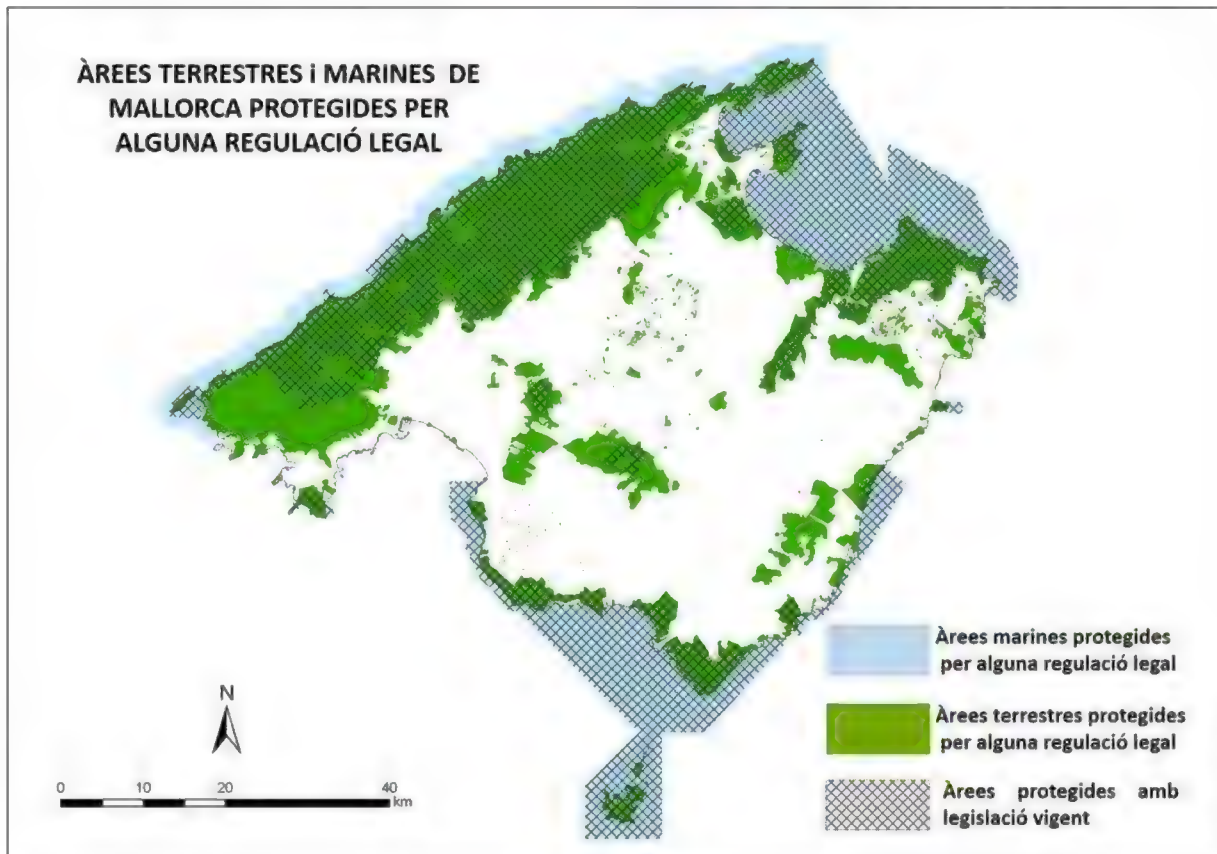 ÀREES TERRESTRES i MARINES DE
MALLORCA PROTEGIDES PER
ALGUNA REGULACIÓ LEGAL
Àrees marines protegides
per alguna regulació legal
Àrees terrestres protegides
per alguna regulació legal
Àrees protegides amb
legislació vigent
N
0 10 20 40
km